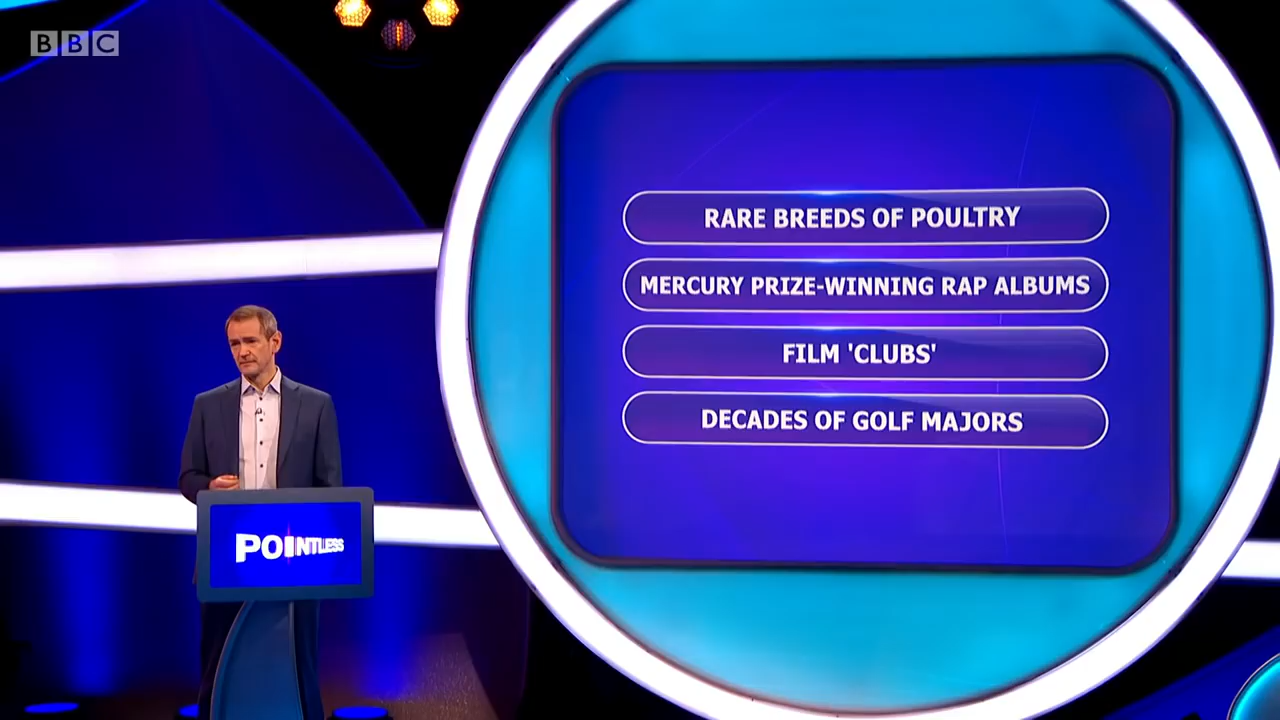 BBC
RARE BREEDS OF POULTRY
MERCURY PRIZE-WINNING RAP ALBUMS
FILM 'CLUBS'
DECADES OF GOLF MAJORS
POINTLESS